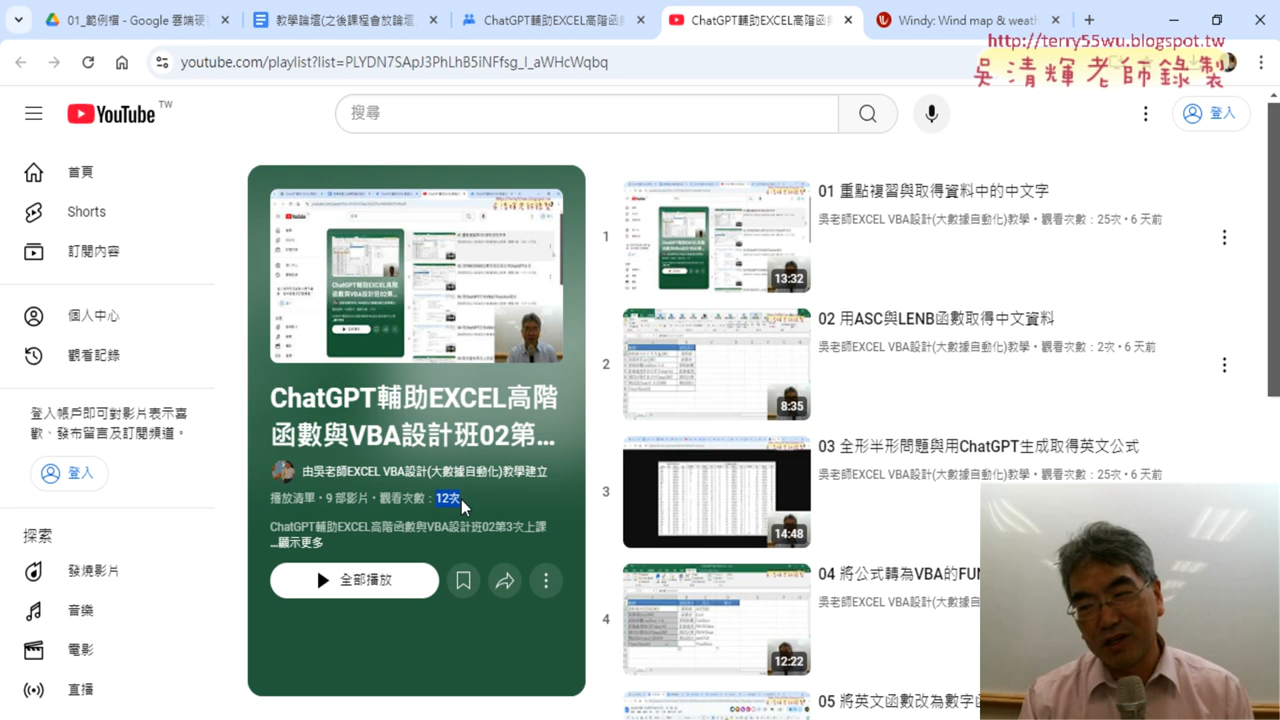 01_範例檔 - Google 雲端硬
教學論壇(之後課程會放論壇
ChatGPT輔助EXCEL高階函
ChatGPT輔助EXCEL高階函
Windy: Wind map & weath
http://terry55wu.blogspot.tw
youtube.com/playlist?list=PLYDN7SApJ3PhLhB5iNFfsg_l_aWHcWqbq
吳清輝老師錄製
YouTube TW
搜尋
登入
首頁
Shorts
訂閱內容
個人中心
觀看記錄
登入帳戶即可對影片表示喜
歡、發布留言及訂閱頻道。
登入
探索
發燒影片
音樂
電影
直播
ChatGPT輔助EXCEL高階
函數與VBA設計班02第...
由吳老師EXCEL VBA設計(大數據自動化)教學建立
播放清單・9 部影片・觀看次數：12次
ChatGPT輔助EXCEL高階函數與VBA設計班02第3次上課
...顯示更多
全部播放
1
13:32
01 重點複習與取得資料中的中文字
吳老師EXCEL VBA設計(大數據自動化)教學・觀看次數：25次・6 天前
2
8:35
02 用ASC與LENB函數取得中文資料
吳老師EXCEL VBA設計(大數據自動化)教學・觀看次數：2次・6 天前
3
14:48
03 全形半形問題與用ChatGPT生成取得英文公式
吳老師EXCEL VBA設計(大數據自動化)教學・觀看次數：25次・6 天前
4
12:22
04 將公式轉為VBA的FUN
吳老師EXCEL VBA設計(大數據自
05 將英文函數改為數字函